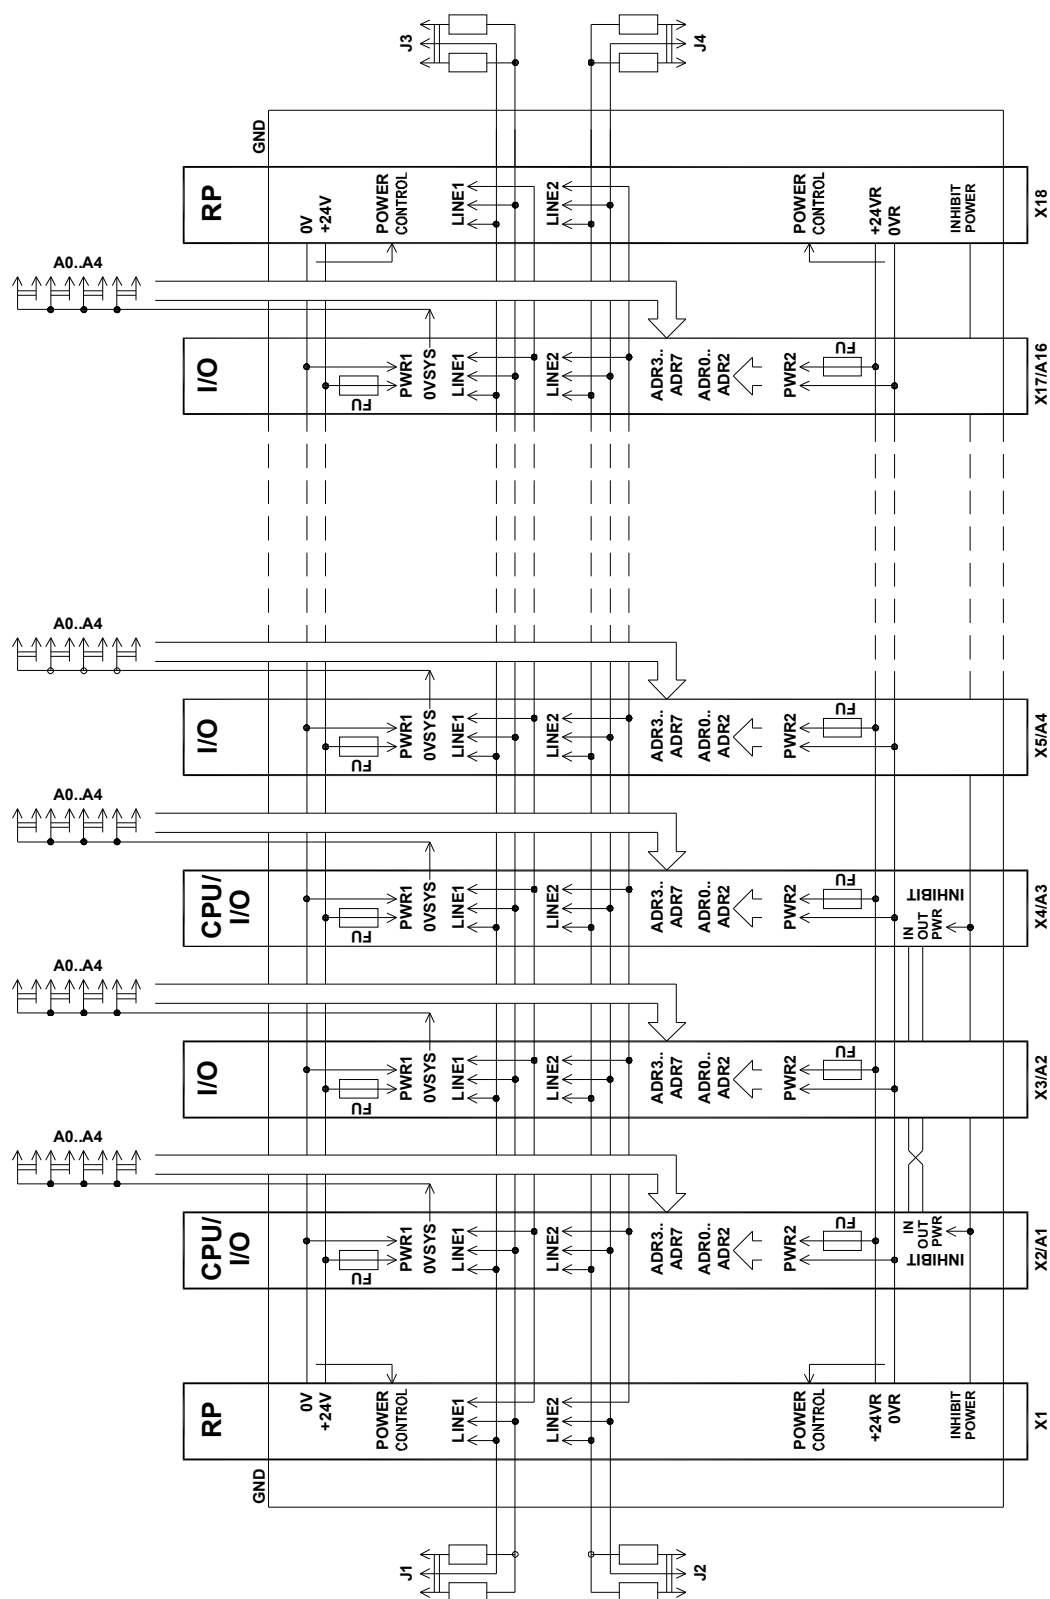 J1
J2
GND
RP
0V
+24V
POWER
CONTROL
LINE1
LINE2
POWER
CONTROL
+24VR
0VR
INHIBIT
POWER
X1
A0..A4
CPU/
I/O
FU
PWR1
0VSYS
LINE1
LINE2
ADR3..
ADR7
ADR0..
ADR2
PWR2
FU
IN
OUT
PWR
INHIBIT
X2/A1
A0..A4
I/O
FU
PWR1
0VSYS
LINE1
LINE2
ADR3..
ADR7
ADR0..
ADR2
PWR2
FU
X3/A2
A0..A4
CPU/
I/O
FU
PWR1
0VSYS
LINE1
LINE2
ADR3..
ADR7
ADR0..
ADR2
PWR2
FU
IN
OUT
PWR
INHIBIT
X4/A3
A0..A4
I/O
FU
PWR1
0VSYS
LINE1
LINE2
ADR3..
ADR7
ADR0..
ADR2
PWR2
FU
X5/A4
A0..A4
I/O
FU
PWR1
0VSYS
LINE1
LINE2
ADR3..
ADR7
ADR0..
ADR2
PWR2
FU
X17/A16
RP
0V
+24V
POWER
CONTROL
LINE1
LINE2
POWER
CONTROL
+24VR
0VR
INHIBIT
POWER
X18
GND
J3
J4